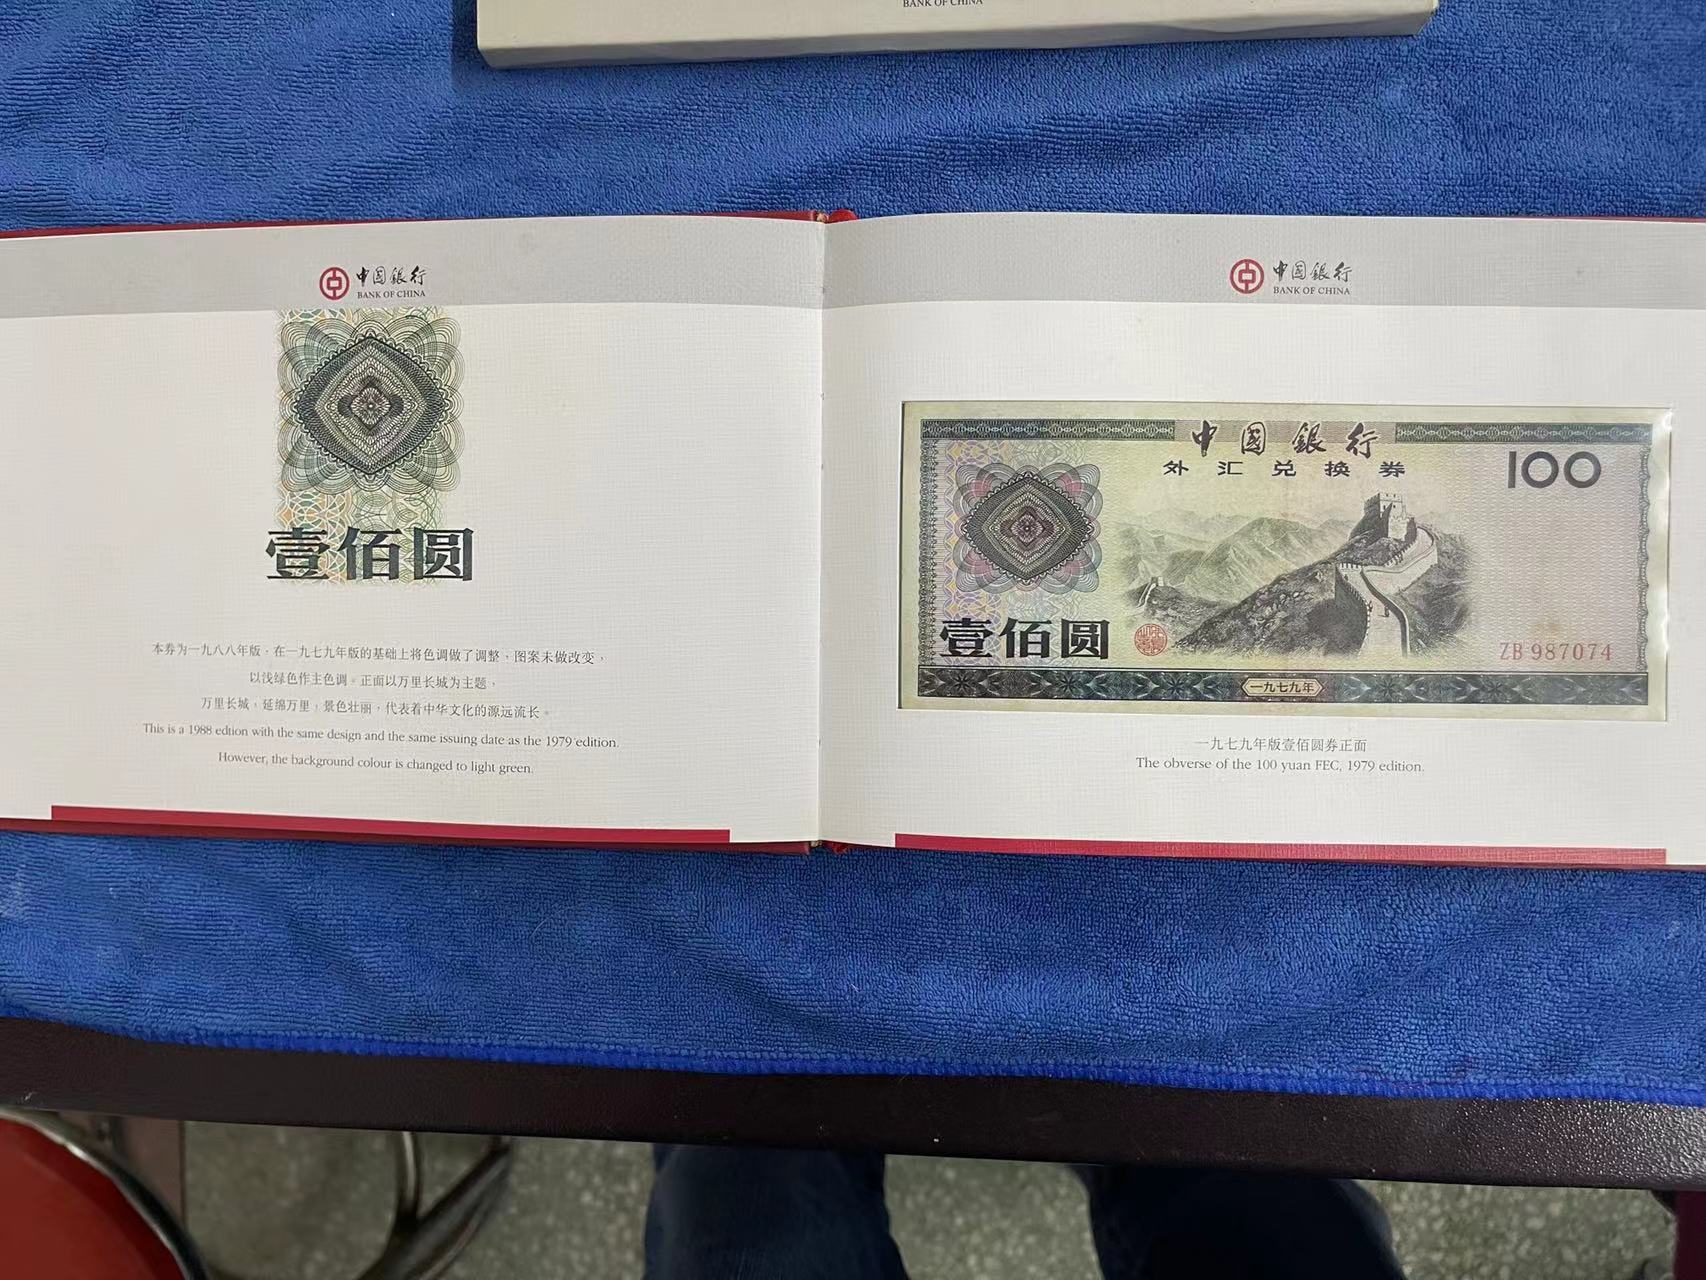 BANK OF CHINA
中国銀行
BANK OF CHINA
壹佰圆
本券为一九八八年版,在一九七九年版的基础上将色调做了调整,图案未做改变,
以浅绿色作主色调。正面以万里长城为主题,
万里长城,延绵万里,景色壮丽,代表着中华文化的源远流长。
This is a 1988 edtion with the same design and the same issuing date as the 1979 edition.
However, the background colour is changed to light green.
中国銀行
BANK OF CHINA
中国銀行
外汇兑换券
100
壹佰圆
ZB 987074
一九七九年
一九七九年版壹佰圆券正面
The obverse of the 100 yuan FEC, 1979 edition.